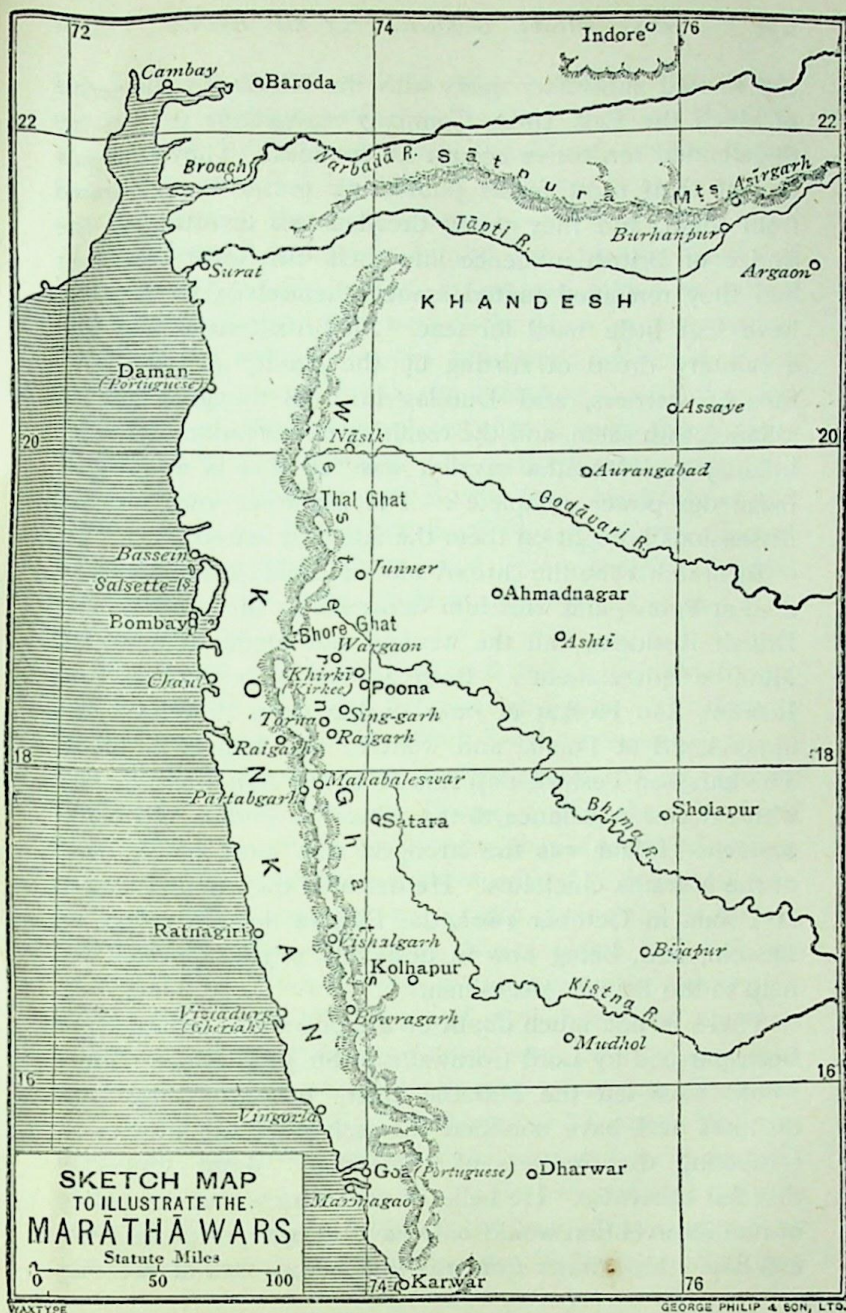 72
74
76
Indore
Cambay
Baroda
22
22
Narbadā R.
Sātpura Mts
Broach
Asirgarh
Burhanpur
Tāpti R.
Surat
Argaon
KHANDESH
Daman
(Portuguese)
Assaye
20
Nāsik
20
Western Ghats
Aurangabad
Thal Ghat
Godāvari R.
Bassein
Junner
Salsette Is
Ahmadnagar
Bombay
KONKAN
Bhore Ghat
Ashti
Wargaon
Khirki
(Kirkee)
Poona
Chaul
Sing-garh
Torna
Rajgarh
Raigarh
18
18
Mahabaleswar
Partabgarh
Bhima R.
Sholapur
Satara
Ratnagiri
Vishalgarh
Bijapur
Kolhapur
Kistna R.
Viziadurg
(Gheriah)
Bowragarh
Mudhol
16
16
Vingorla
Goa (Portuguese)
Dharwar
Marmagao
SKETCH MAP
TO ILLUSTRATE THE
MARĀTHĀ WARS
Statute Miles
0 50 100
74
Karwar
76
WAXTYPE
GEORGE PHILIP & SON, LTD